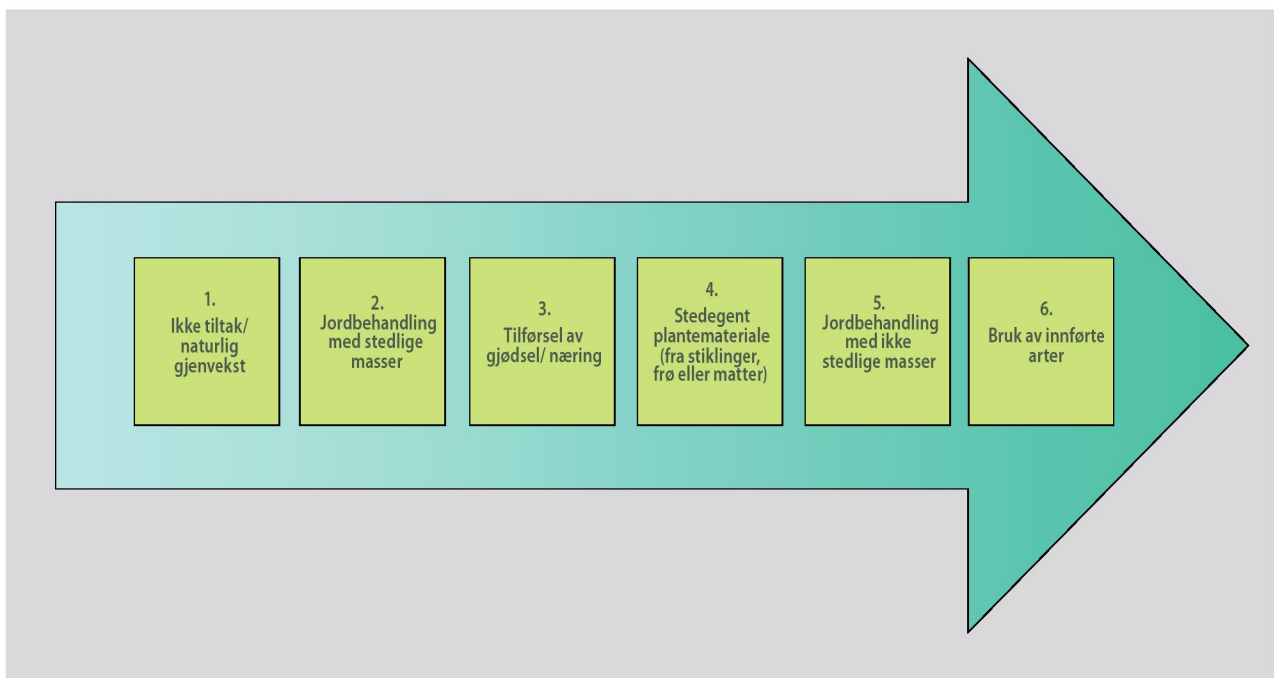 1.
Ikke tiltak/
naturlig
gjenvekst
2.
Jordbehandling
med stedlige
masser
3.
Tilførsel av
gjødsel/ næring
4.
Stedegent
plantemateriale
(fra stiklinger,
frø eller matter)
5.
Jordbehandling
med ikke
stedlige masser
6.
Bruk av innførte
arter